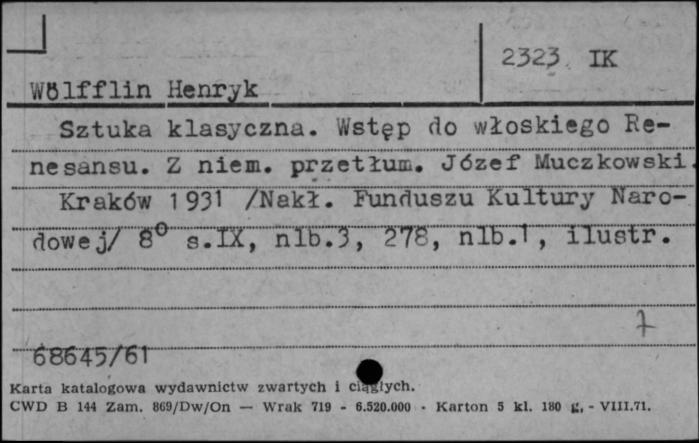 2323 IK
Wölfflin Henryk
Sztuka klasyczna. Wstęp do włoskiego Re-
nesansu. Z niem. przetłum. Józef Muczkowski.
Kraków 1931 /Nakł. Funduszu Kultury Naro-
dowej/ 8° s.IX, nlb.3, 278, nlb.1, ilustr.
68645/61
Karta katalogowa wydawnictw zwartych i ciągłych.
CWD B 144 Zam. 869/Dw/On — Wrak 719 - 6.520.000 - Karton 5 kl. 180 g, - VIII.71.